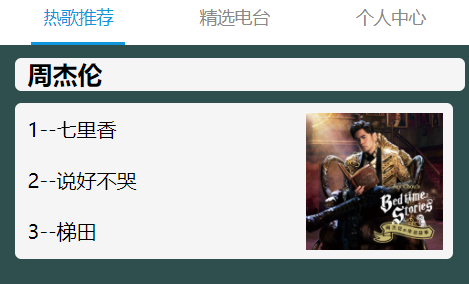 热歌推荐 精选电台 个人中心
周杰伦
1--七里香
2--说好不哭
3--梯田
Bedtime
Stories